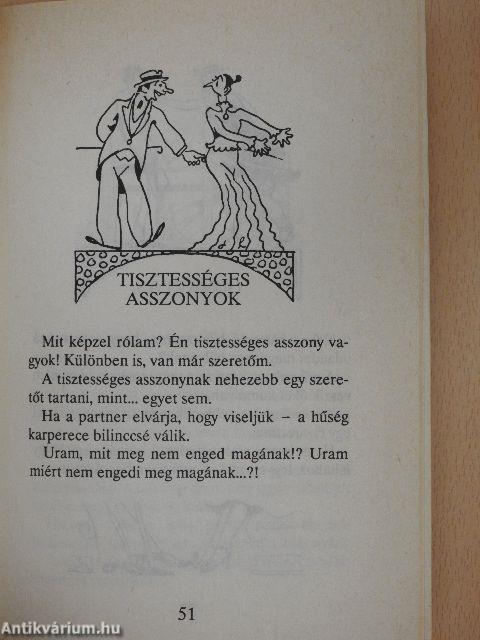 TISZTESSÉGES
ASSZONYOK
Mit képzel rólam? Én tisztességes asszony va-
gyok! Különben is, van már szeretőm.
A tisztességes asszonynak nehezebb egy szere-
tőt tartani, mint... egyet sem.
Ha a partner elvárja, hogy viseljük – a hűség
karperece bilinccsé válik.
Uram, mit meg nem enged magának!? Uram
miért nem engedi meg magának...?!
51
Antikvárium.hu